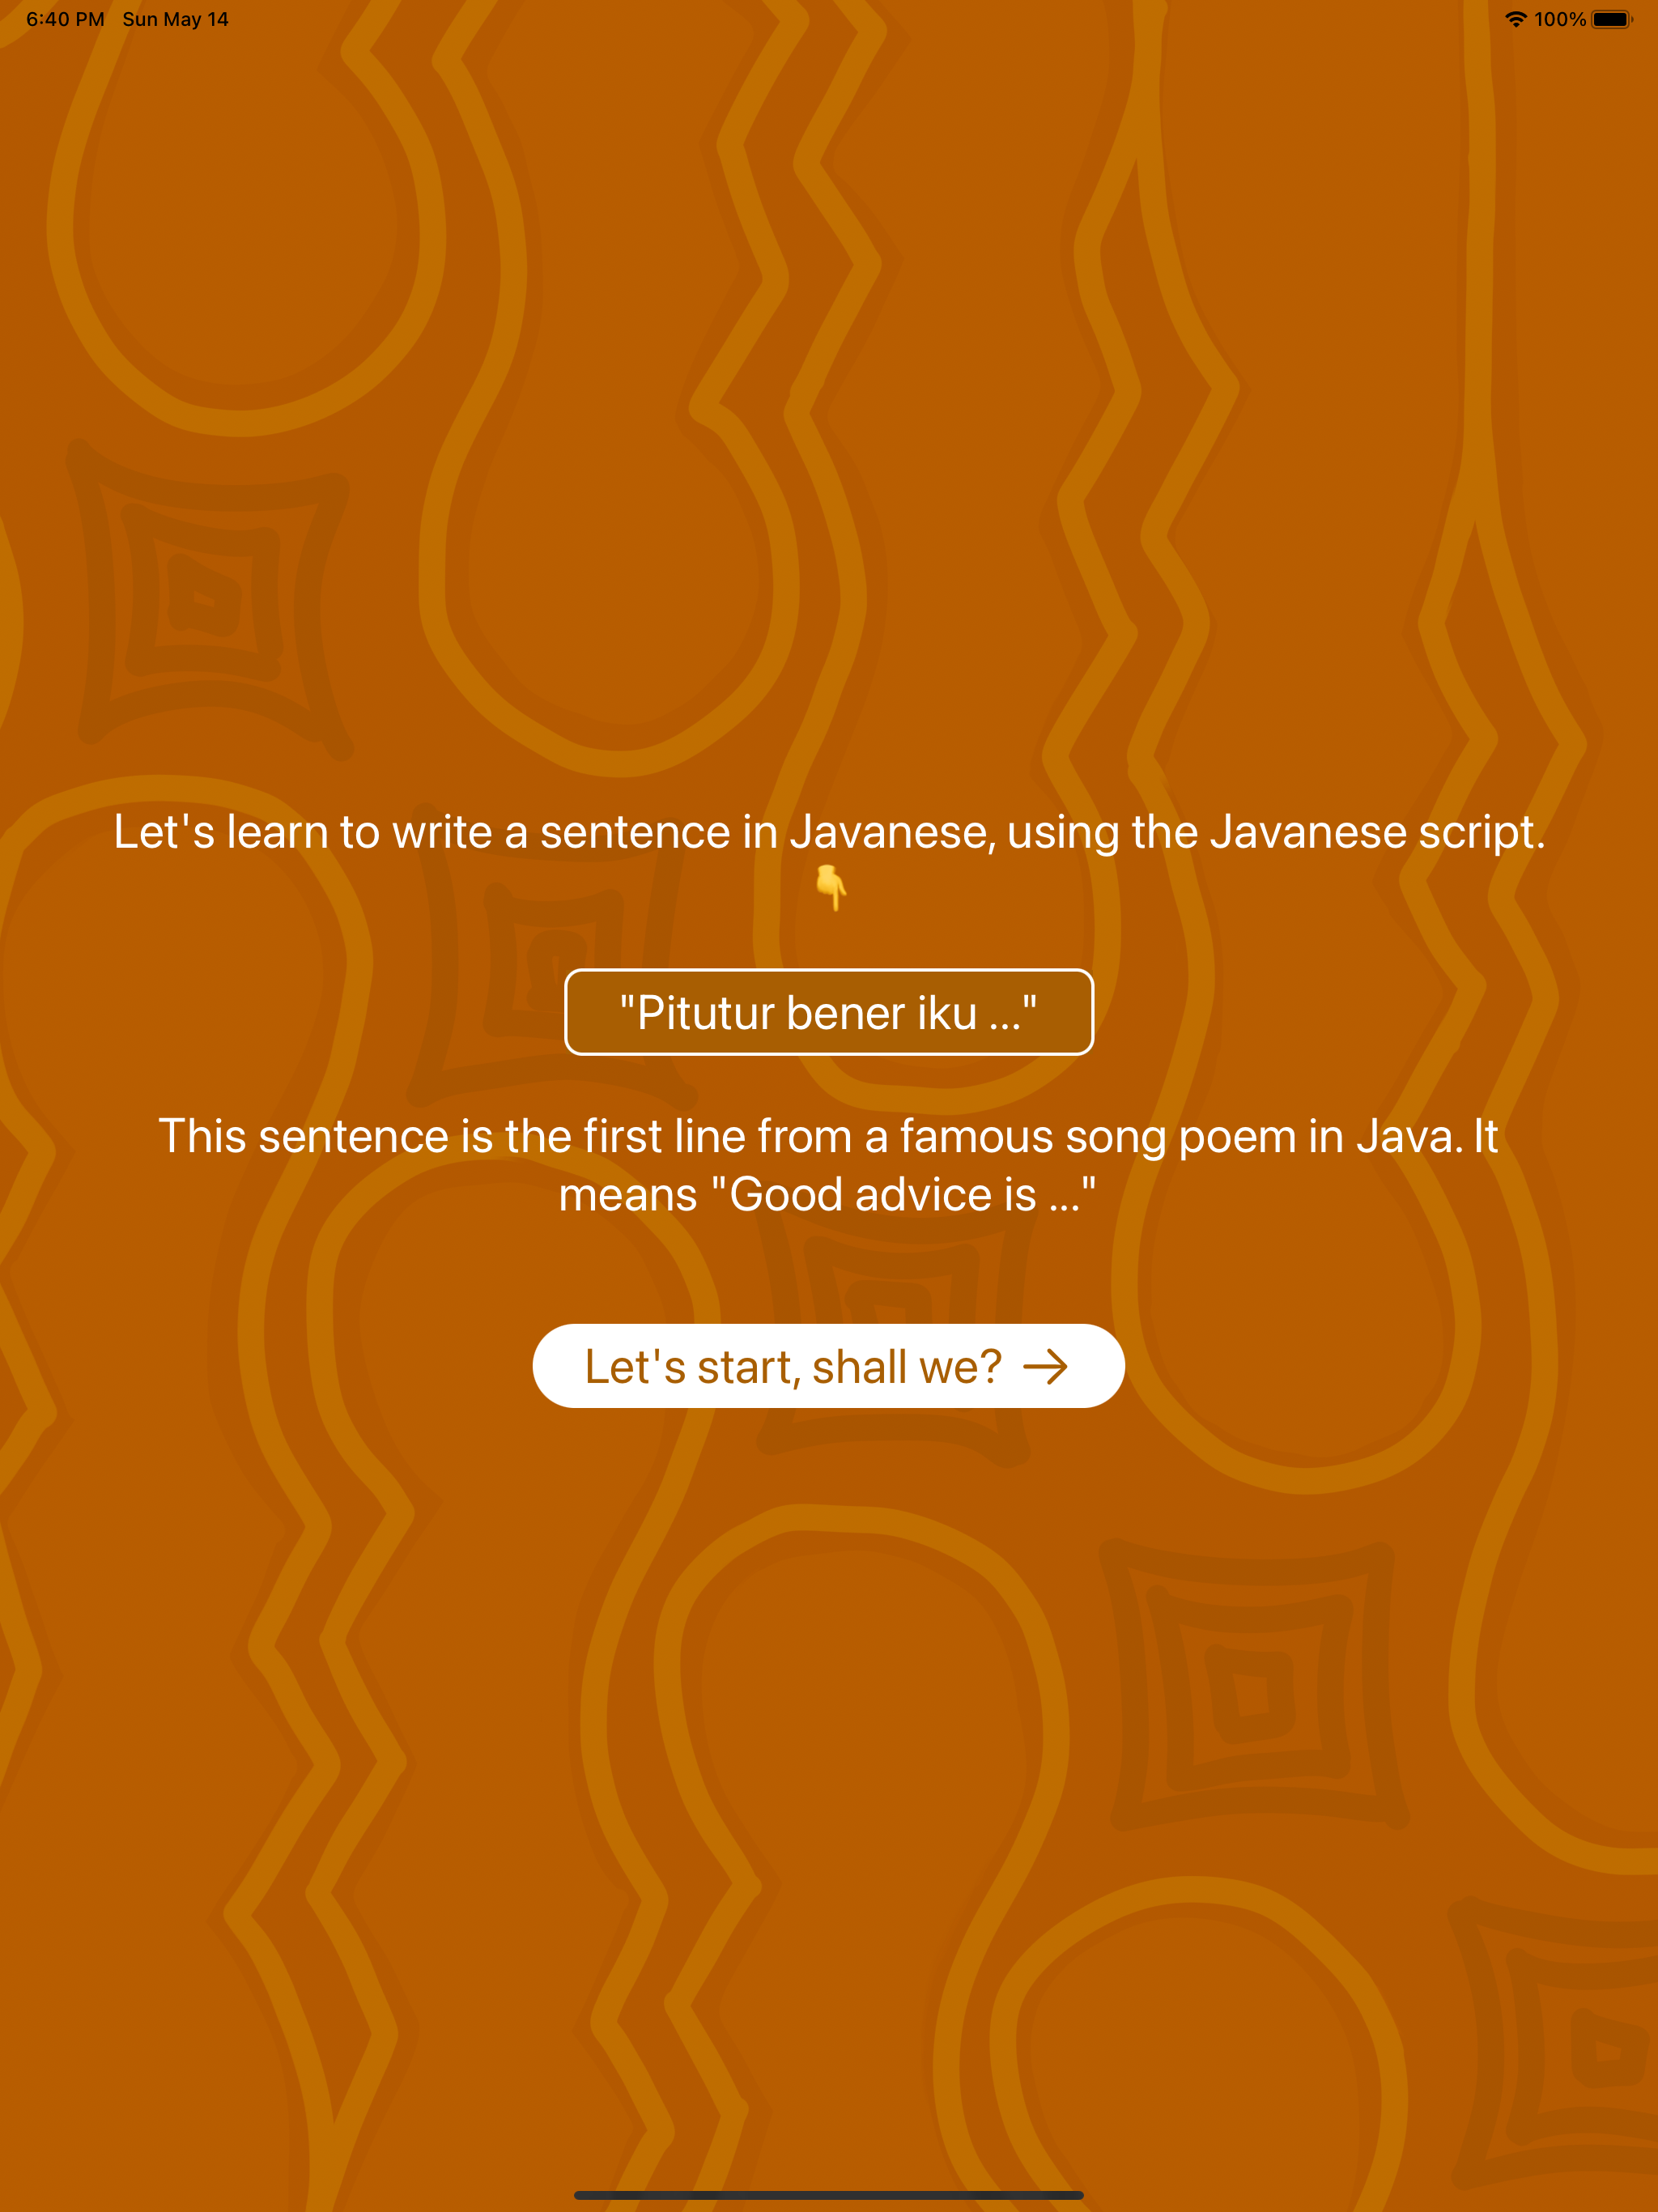 6:40 PM Sun May 14 100%
Let's learn to write a sentence in Javanese, using the Javanese script.
👇
"Pitutur bener iku ..."
This sentence is the first line from a famous song poem in Java. It
means "Good advice is ..."
Let's start, shall we? →